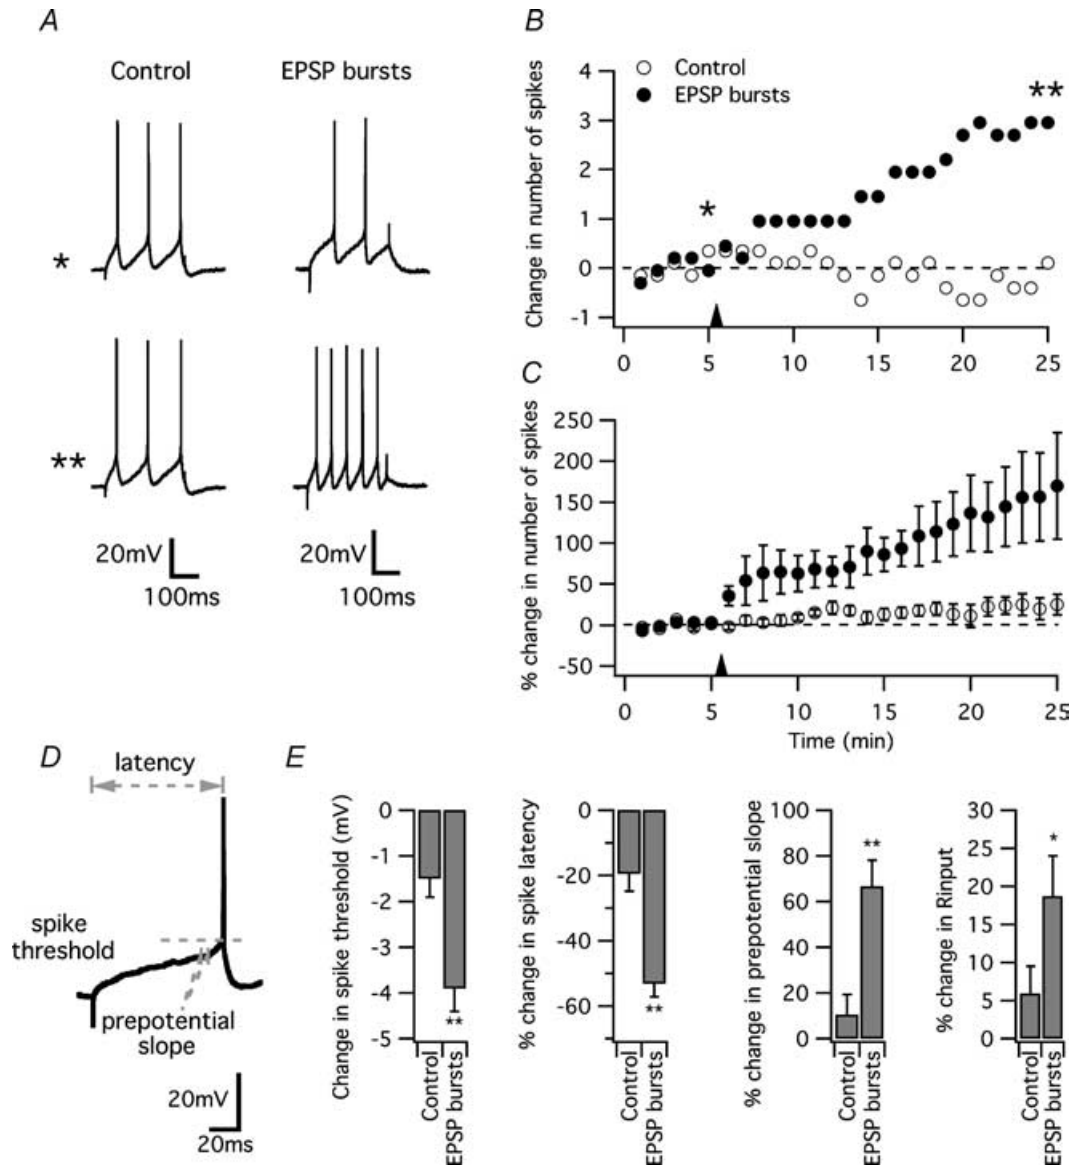 A
Control
EPSP bursts
*
**
20mV
100ms
20mV
100ms
B
Control
EPSP bursts
Change in number of spikes
4
3
2
1
0
-1
*
**
0
5
10
15
20
25
C
% change in number of spikes
250
200
150
100
50
0
-50
0
5
10
15
20
25
Time (min)
D
latency
spike
threshold
prepotential
slope
20mV
20ms
E
Change in spike threshold (mV)
0
-1
-2
-3
-4
-5
**
Control
EPSP bursts
% change in spike latency
0
-20
-40
-60
**
Control
EPSP bursts
% change in prepotential slope
100
80
60
40
20
0
**
Control
EPSP bursts
% change in Rinput
30
25
20
15
10
5
0
*
Control
EPSP bursts